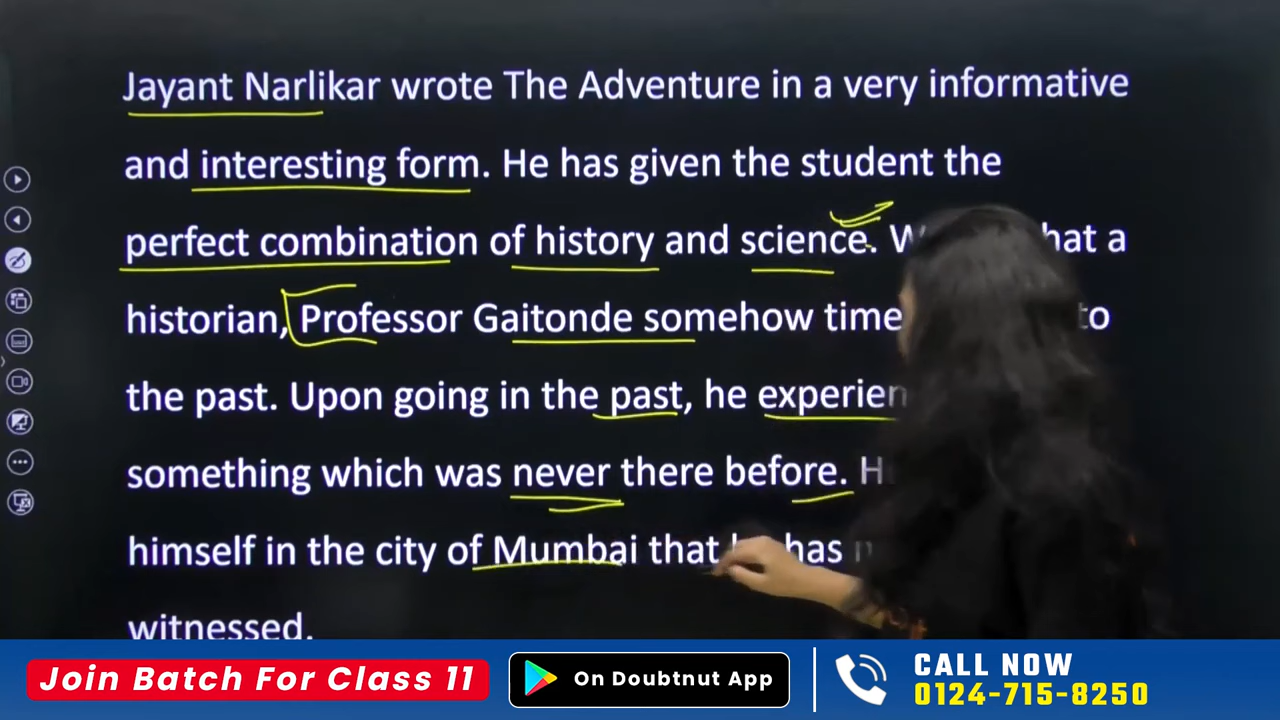 Jayant Narlikar wrote The Adventure in a very informative
and interesting form. He has given the student the
perfect combination of history and science. hat a
historian, Professor Gaitonde somehow time to
the past. Upon going in the past, he experien
something which was never there before. H
himself in the city of Mumbai that has
witnessed.
Join Batch For Class 11
On Doubtnut App
CALL NOW
0124-715-8250